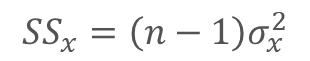 SSₓ = (n − 1)σₓ²